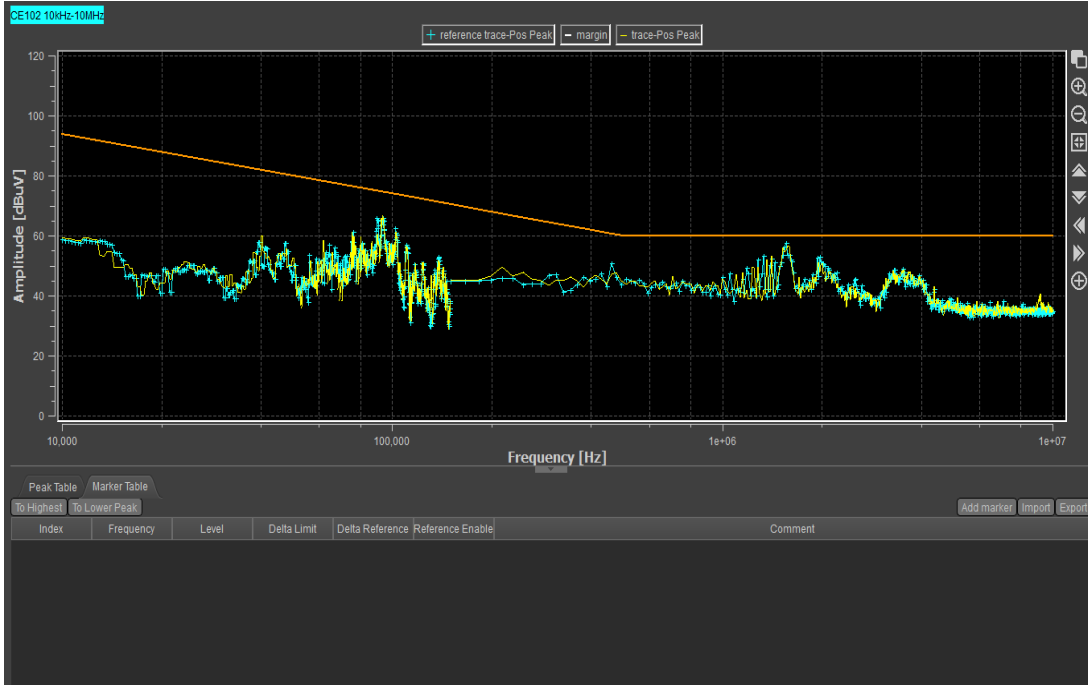 CE102 10kHz-10MHz
reference trace-Pos Peak margin trace-Pos Peak
120
100
80
60
40
20
0
Amplitude [dBuV]
10,000 100,000 1e+06 1e+07
Frequency [Hz]
Peak Table Marker Table
To Highest To Lower Peak Add marker Import Export
Index Frequency Level Delta Limit Delta Reference Reference Enable Comment